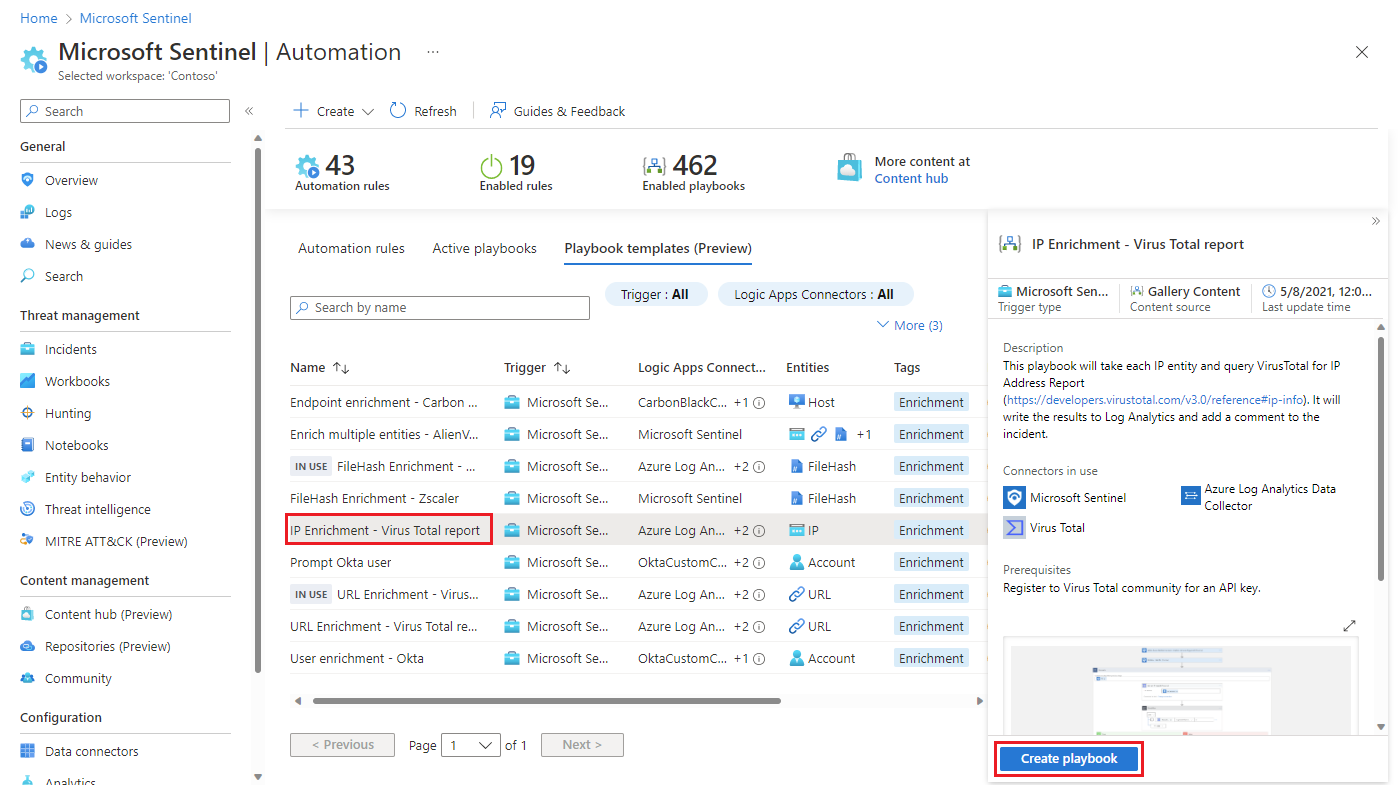 Home > Microsoft Sentinel
Microsoft Sentinel | Automation ...
Selected workspace: 'Contoso'
Search «
General
Overview
Logs
News & guides
Search
Threat management
Incidents
Workbooks
Hunting
Notebooks
Entity behavior
Threat intelligence
MITRE ATT&CK (Preview)
Content management
Content hub (Preview)
Repositories (Preview)
Community
Configuration
Data connectors
Analytics
Create Refresh Guides & Feedback
43
Automation rules
19
Enabled rules
462
Enabled playbooks
More content at
Content hub
Automation rules Active playbooks Playbook templates (Preview)
Search by name Trigger : All Logic Apps Connectors : All
More (3)
Name Trigger Logic Apps Connect... Entities Tags
Endpoint enrichment - Carbon ... Microsoft Se... CarbonBlackC... +1 Host Enrichment
Enrich multiple entities - AlienV... Microsoft Se... Microsoft Sentinel +1 Enrichment
IN USE FileHash Enrichment - ... Microsoft Se... Azure Log An... +2 FileHash Enrichment
FileHash Enrichment - Zscaler Microsoft Se... Microsoft Sentinel FileHash Enrichment
IP Enrichment - Virus Total report Microsoft Se... Azure Log An... +2 IP Enrichment
Prompt Okta user Microsoft Se... OktaCustomC... +2 Account Enrichment
IN USE URL Enrichment - Virus... Microsoft Se... Azure Log An... +2 URL Enrichment
URL Enrichment - Virus Total re... Microsoft Se... Azure Log An... +2 URL Enrichment
User enrichment - Okta Microsoft Se... OktaCustomC... +1 Account Enrichment
< Previous Page 1 of 1 Next >
»
IP Enrichment - Virus Total report
Microsoft Sen... Gallery Content 5/8/2021, 12:0...
Trigger type Content source Last update time
Description
This playbook will take each IP entity and query VirusTotal for IP
Address Report
(https://developers.virustotal.com/v3.0/reference#ip-info). It will
write the results to Log Analytics and add a comment to the
incident.
Connectors in use
Microsoft Sentinel Azure Log Analytics Data
Collector
Virus Total
Prerequisites
Register to Virus Total community for an API key.
Create playbook